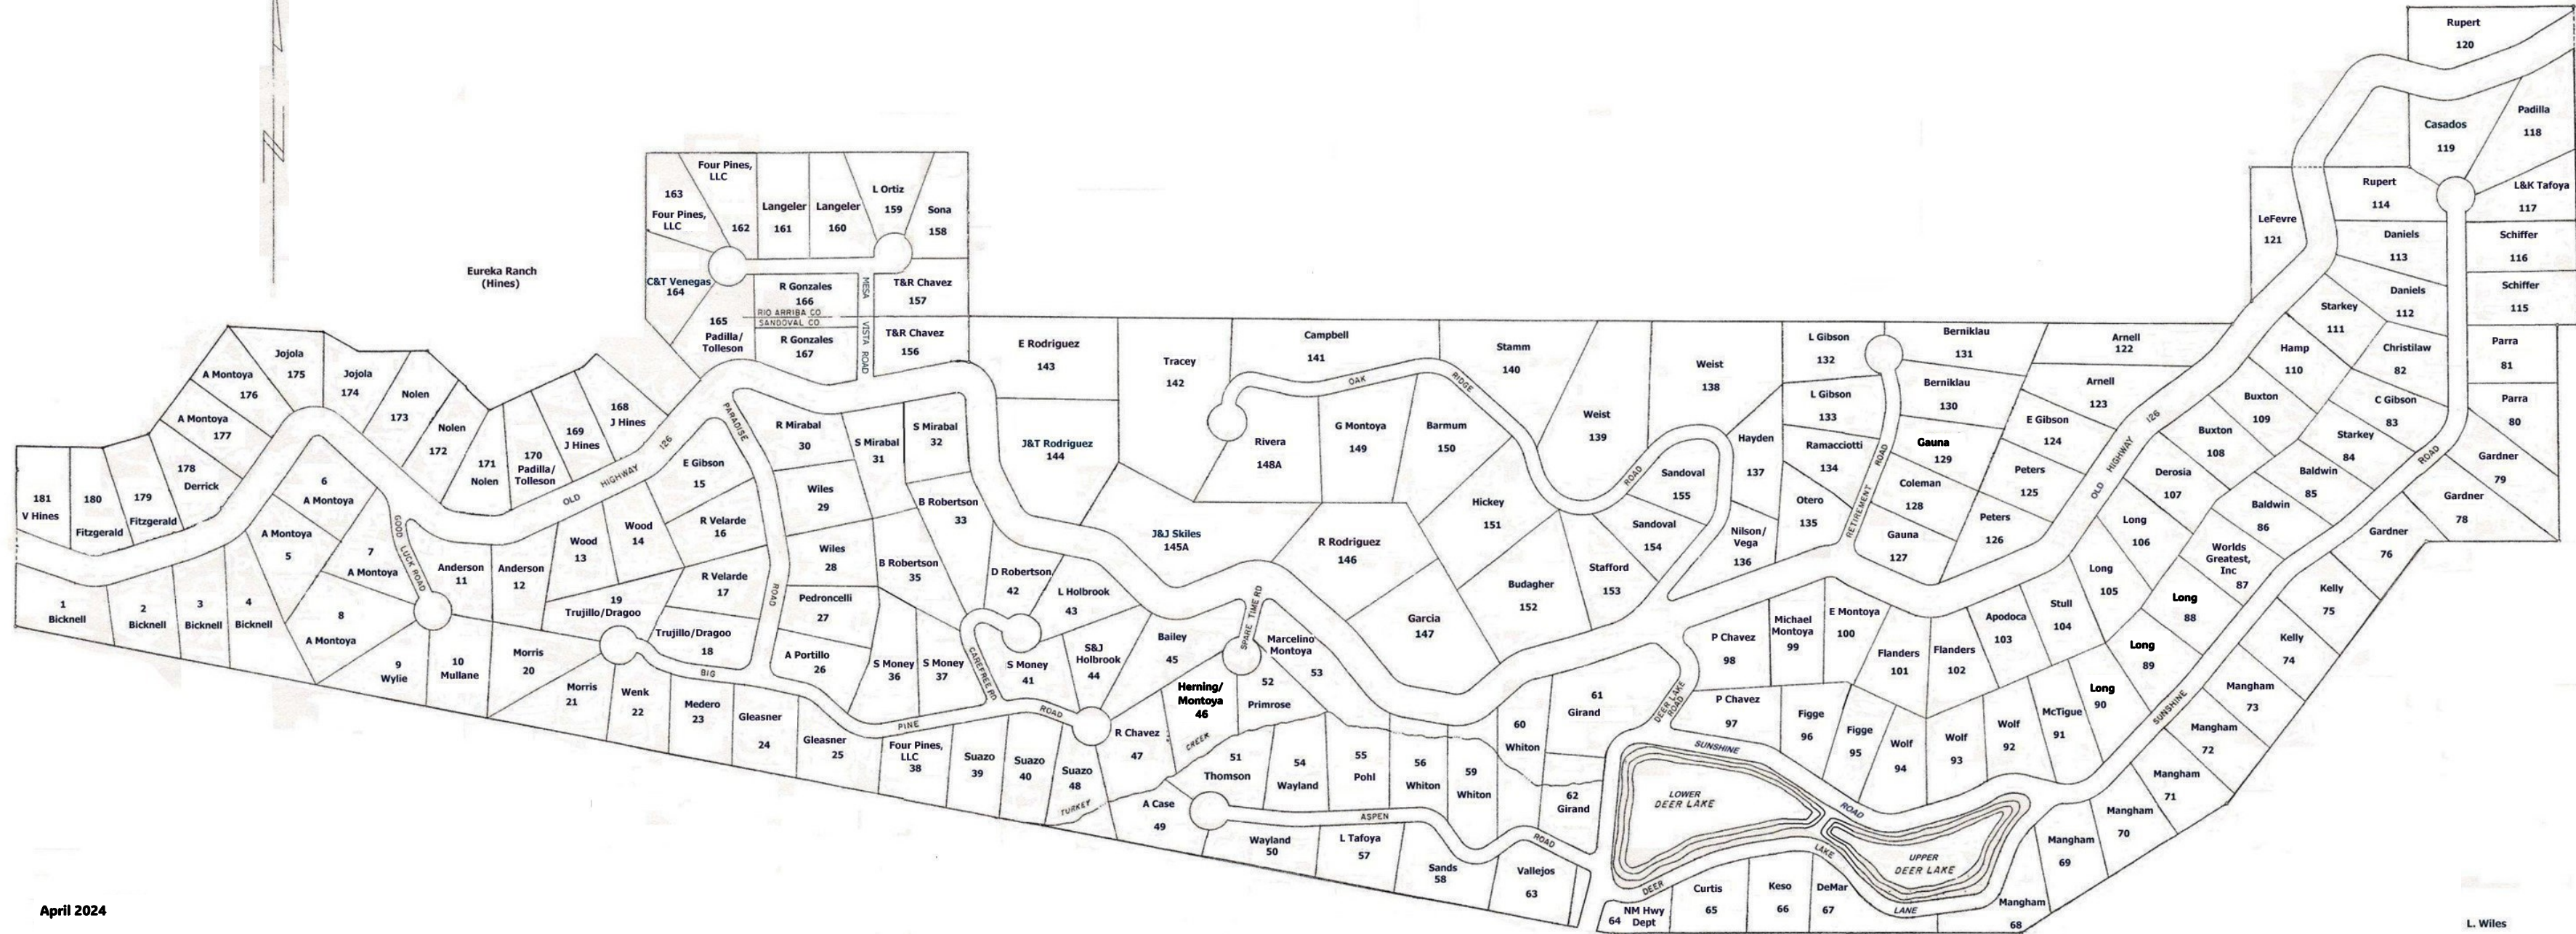 Rupert
120
Padilla
118
Casados
119
L&K Tafoya
117
Rupert
114
LeFevre
121
Daniels
113
Schiffer
116
Daniels
112
Schiffer
115
Starkey
111
Parra
81
Christilaw
82
Hamp
110
Parra
80
C Gibson
83
Buxton
109
Starkey
84
Buxton
108
Gardner
79
Baldwin
85
Derosia
107
Gardner
78
Baldwin
86
Gardner
76
Long
106
Worlds
Greatest,
Inc
87
Long
105
Kelly
75
Long
88
Kelly
74
Long
89
Mangham
73
Long
90
Mangham
72
McTigue
91
Mangham
71
Mangham
70
Mangham
69
Mangham
68
ROAD
SUNSHINE
Four Pines,
LLC
162
163
Four Pines,
LLC
Langeler
161
Langeler
160
L Ortiz
159
Sona
158
C&T Venegas
164
R Gonzales
166
RIO ARRIBA CO
SANDOVAL CO.
R Gonzales
167
MESA
VISTA ROAD
T&R Chavez
157
T&R Chavez
156
165
Padilla/
Tolleson
Eureka Ranch
(Hines)
Jojola
175
Jojola
174
A Montoya
176
A Montoya
177
Nolen
173
Nolen
172
171
Nolen
170
Padilla/
Tolleson
169
J Hines
168
J Hines
178
Derrick
179
Fitzgerald
180
Fitzgerald
181
V Hines
OLD
HIGHWAY
126
1
Bicknell
2
Bicknell
3
Bicknell
4
Bicknell
A Montoya
5
6
A Montoya
7
A Montoya
8
A Montoya
GOOD LUCK ROAD
9
Wylie
10
Mullane
Anderson
11
Anderson
12
Wood
13
Wood
14
E Gibson
15
R Velarde
16
R Velarde
17
Trujillo/Dragoo
18
19
Trujillo/Dragoo
Morris
20
Morris
21
Wenk
22
Medero
23
Gleasner
24
Gleasner
25
PARADISE
ROAD
BIG
PINE
ROAD
A Portillo
26
Pedroncelli
27
Wiles
28
Wiles
29
R Mirabal
30
S Mirabal
31
S Mirabal
32
B Robertson
33
B Robertson
35
S Money
36
S Money
37
Four Pines,
LLC
38
Suazo
39
Suazo
40
S Money
41
D Robertson
42
L Holbrook
43
S&J
Holbrook
44
CAREFREE RD
Bailey
45
Herning/
Montoya
46
R Chavez
47
Suazo
48
TURKEY
CREEK
A Case
49
Wayland
50
51
Thomson
52
Primrose
Marcelino
Montoya
53
SPARE TIME RD
54
Wayland
55
Pohl
56
Whiton
L Tafoya
57
Sands
58
59
Whiton
60
Whiton
61
Girand
62
Girand
Vallejos
63
ASPEN
ROAD
E Rodriguez
143
J&T Rodriguez
144
Tracey
142
Campbell
141
Stamm
140
Weist
139
Weist
138
OAK
RIDGE
ROAD
Rivera
148A
G Montoya
149
Barmum
150
Hickey
151
Budagher
152
Stafford
153
Sandoval
154
Sandoval
155
J&J Skiles
145A
R Rodriguez
146
Garcia
147
Hayden
137
Nilson/
Vega
136
L Gibson
132
L Gibson
133
Ramacciotti
134
Otero
135
RETIREMENT
ROAD
Berniklau
131
Berniklau
130
Gauna
129
Coleman
128
Gauna
127
Arnell
122
Arnell
123
E Gibson
124
Peters
125
Peters
126
OLD
HIGHWAY
126
P Chavez
98
Michael
Montoya
99
E Montoya
100
Flanders
101
Flanders
102
Apodoca
103
Stull
104
P Chavez
97
Figge
96
Figge
95
Wolf
94
Wolf
93
Wolf
92
DEER LAKE
ROAD
SUNSHINE
ROAD
LOWER
DEER LAKE
UPPER
DEER LAKE
DEER
LAKE
LANE
64
NM Hwy
Dept
Curtis
65
Keso
66
DeMar
67
April 2024
L. Wiles